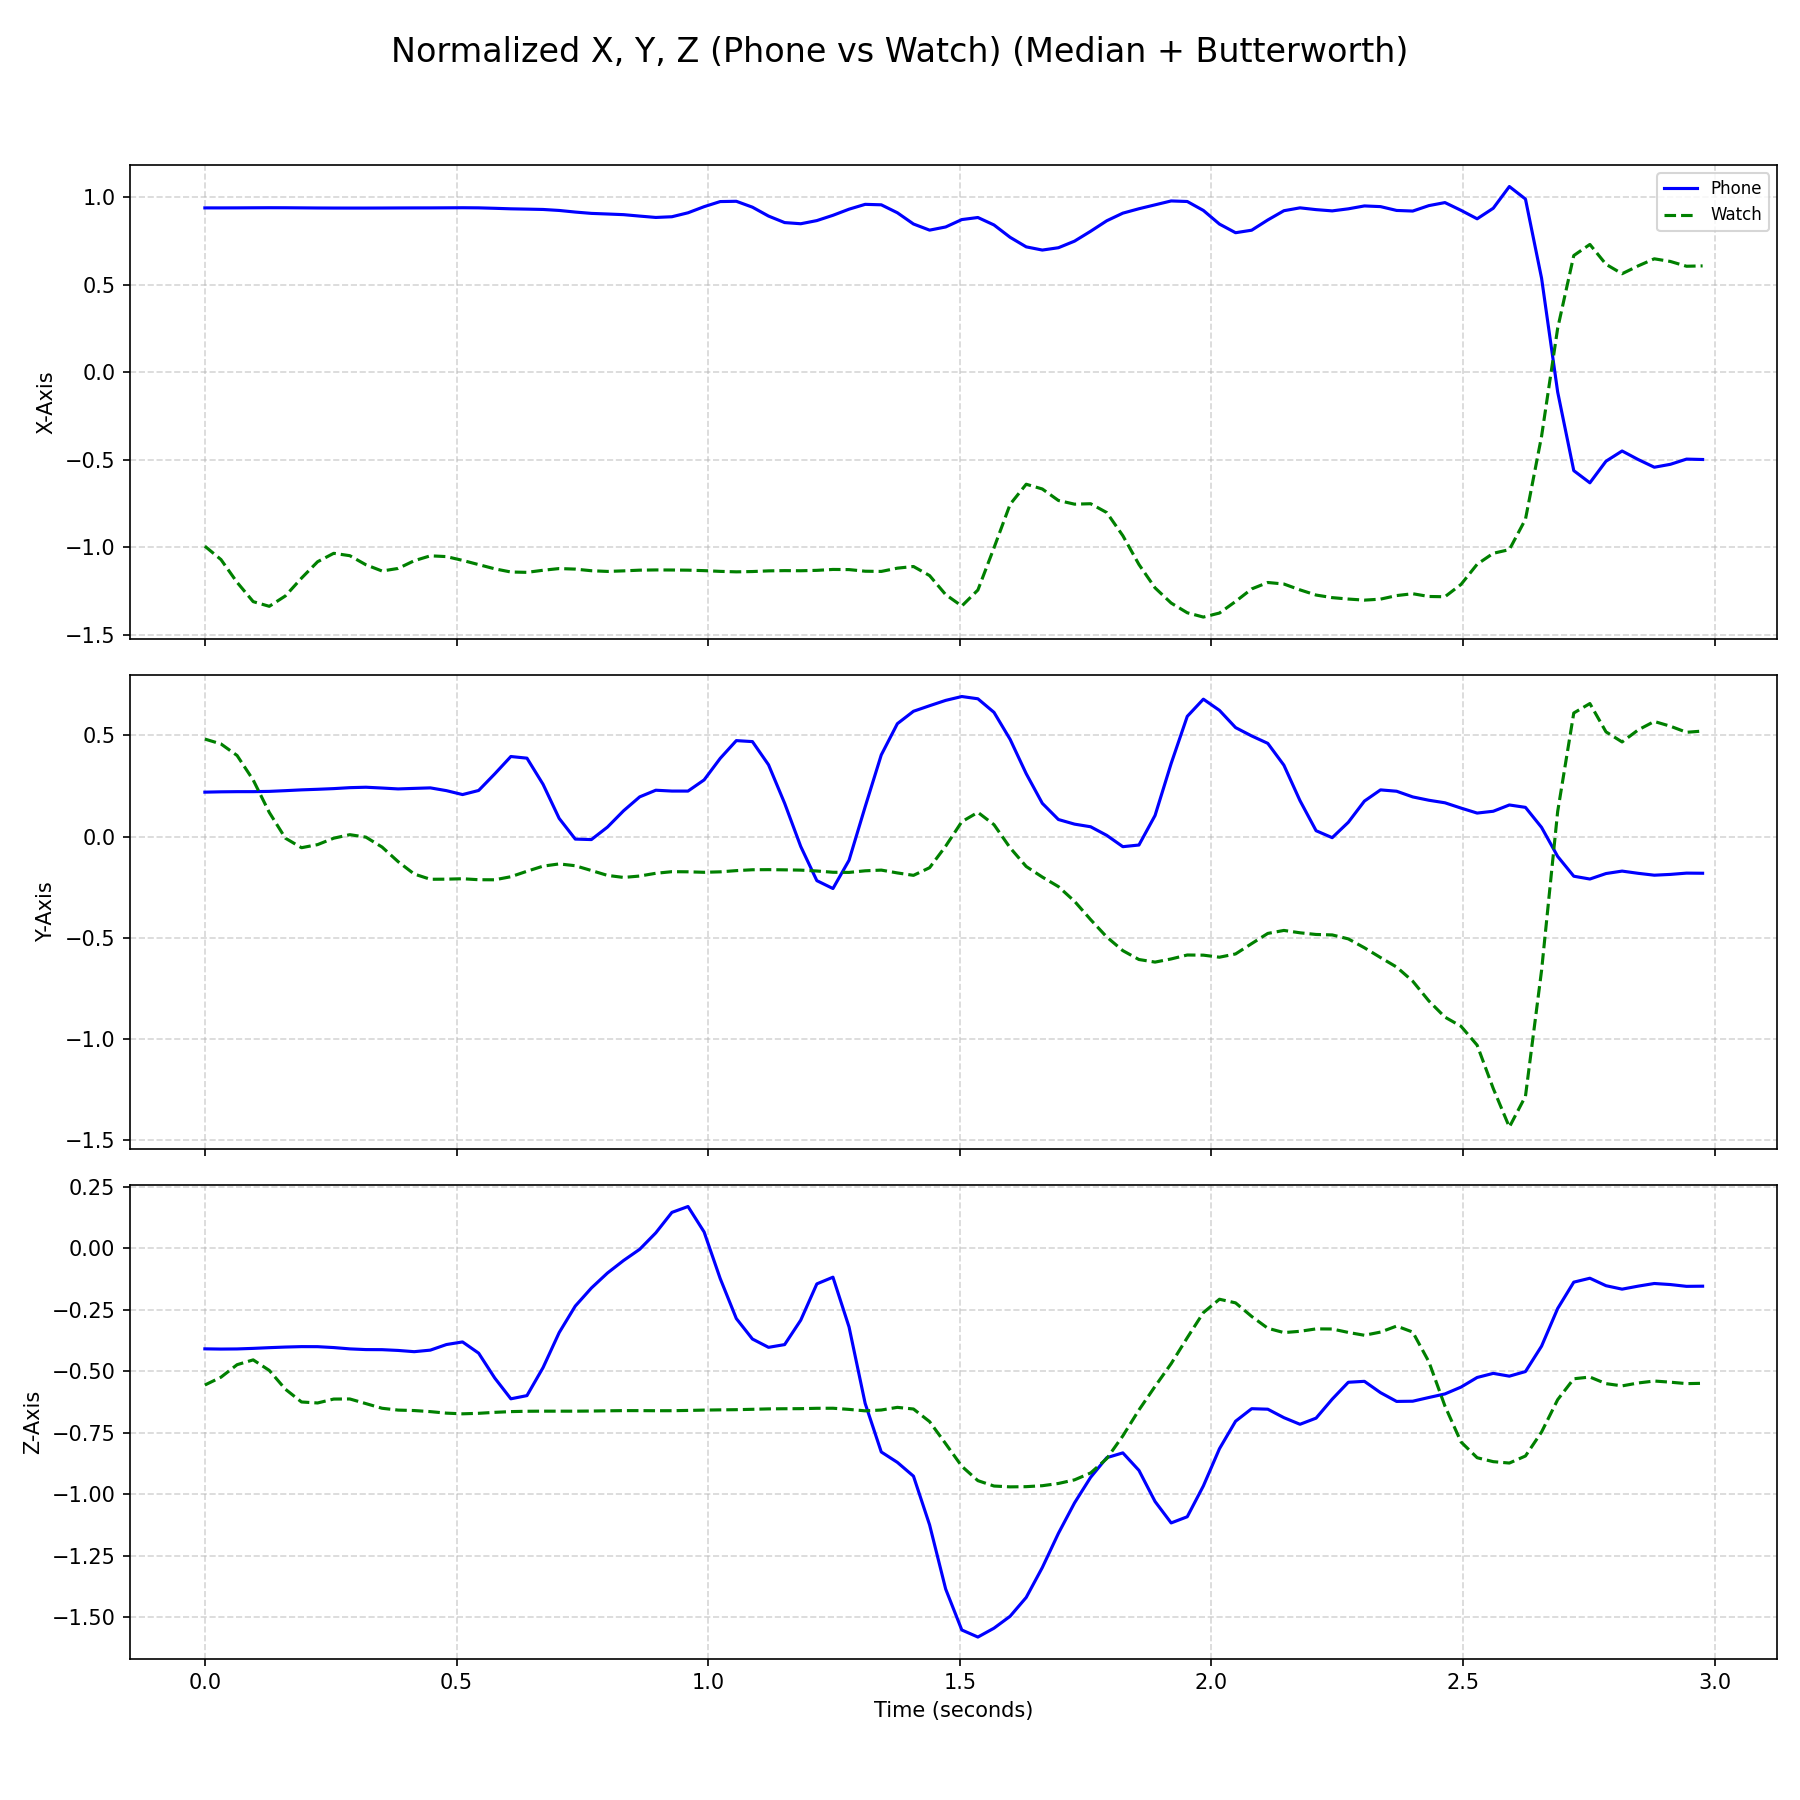 Normalized X, Y, Z (Phone vs Watch) (Median + Butterworth)
Phone
Watch
1.0
0.5
0.0
−0.5
−1.0
−1.5
X-Axis
0.5
0.0
−0.5
−1.0
−1.5
Y-Axis
0.25
0.00
−0.25
−0.50
−0.75
−1.00
−1.25
−1.50
Z-Axis
0.0 0.5 1.0 1.5 2.0 2.5 3.0
Time (seconds)